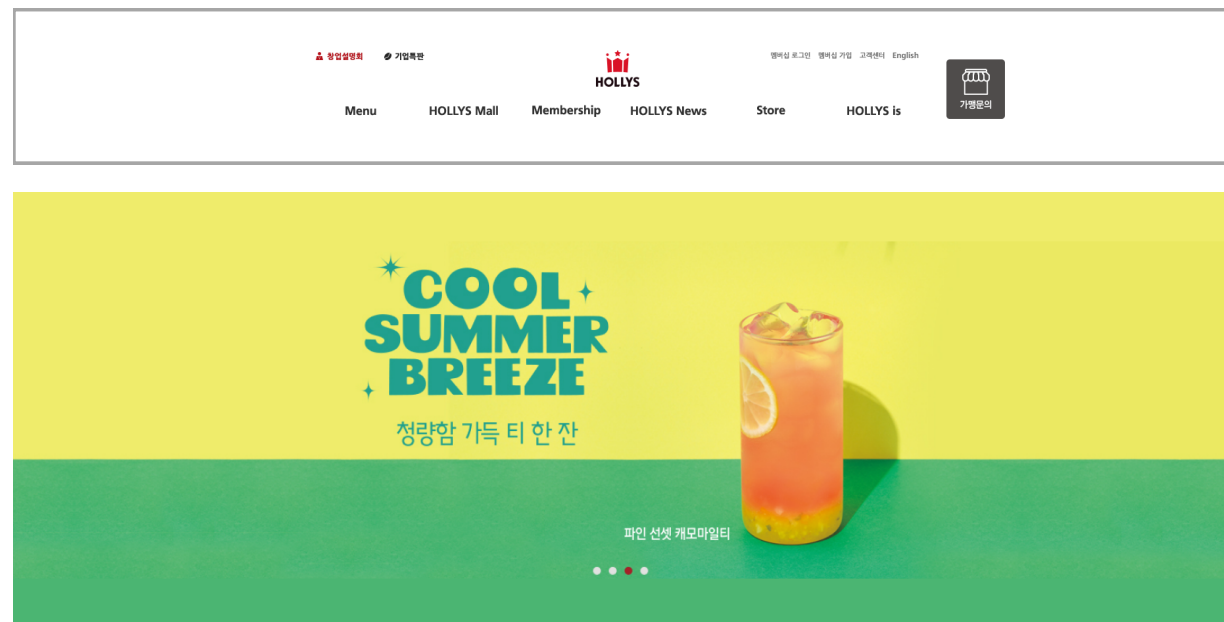 창업설명회 기업특판
멤버십 로그인 멤버십 가입 고객센터 English
HOLLYS
가맹문의
Menu HOLLYS Mall Membership HOLLYS News Store HOLLYS is
COOL
SUMMER
BREEZE
청량함 가득 티 한 잔
파인 선셋 캐모마일티